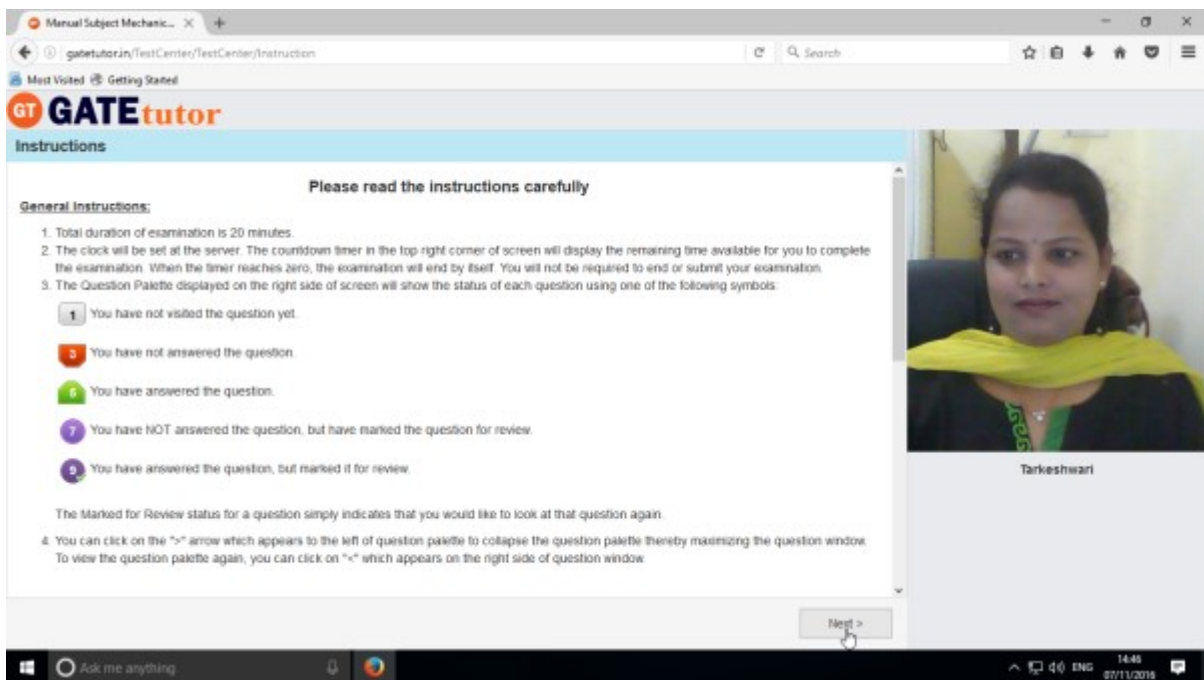 Manual Subject Mechanic...
gatetutor.in/TestCenter/TestCenter/Instruction
Search
Most Visited Getting Started
GT GATEtutor
Instructions
Please read the instructions carefully
General Instructions:
1. Total duration of examination is 20 minutes.
2. The clock will be set at the server. The countdown timer in the top right corner of screen will display the remaining time available for you to complete
the examination. When the timer reaches zero, the examination will end by itself. You will not be required to end or submit your examination.
3. The Question Palette displayed on the right side of screen will show the status of each question using one of the following symbols:
1 You have not visited the question yet.
3 You have not answered the question.
5 You have answered the question.
7 You have NOT answered the question, but have marked the question for review.
9 You have answered the question, but marked it for review.
The Marked for Review status for a question simply indicates that you would like to look at that question again.
4. You can click on the ">" arrow which appears to the left of question palette to collapse the question palette thereby maximizing the question window.
To view the question palette again, you can click on "<" which appears on the right side of question window.
Tarkeshwari
Next >
Ask me anything
ENG
14:46
07/11/2016